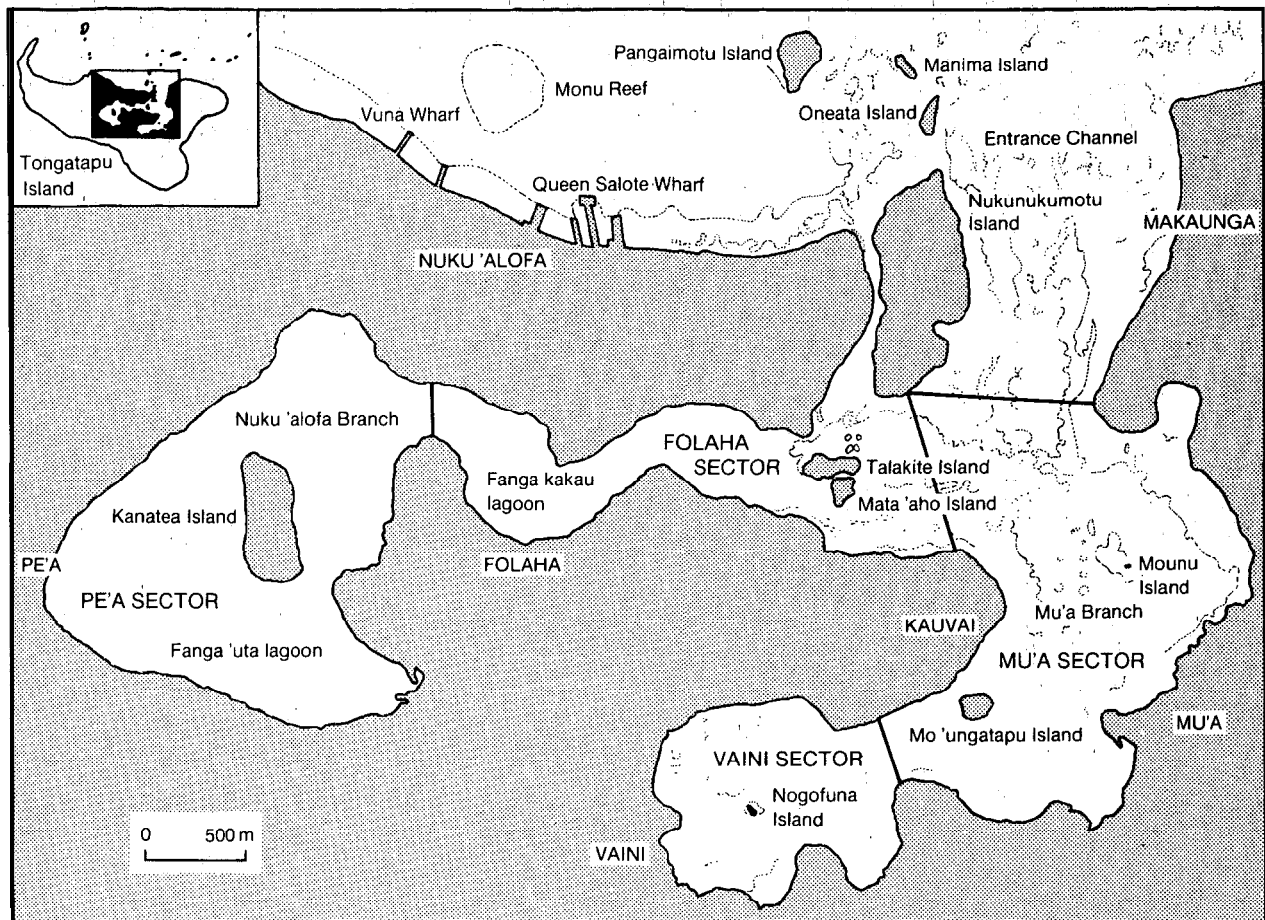 Tongatapu
Island
Pangaimotu Island
Manima Island
Monu Reef
Vuna Wharf
Oneata Island
Entrance Channel
Queen Salote Wharf
Nukunukumotu
Island
MAKAUNGA
NUKU 'ALOFA
Nuku 'alofa Branch
FOLAHA
SECTOR
Talakite Island
Fanga kakau
lagoon
Mata 'aho Island
Kanatea Island
PE'A
FOLAHA
Mounu
Island
PE'A SECTOR
Mu'a Branch
KAUVAI
Fanga 'uta lagoon
MU'A SECTOR
MU'A
Mo 'ungatapu Island
VAINI SECTOR
Nogofuna
Island
0 500 m
VAINI